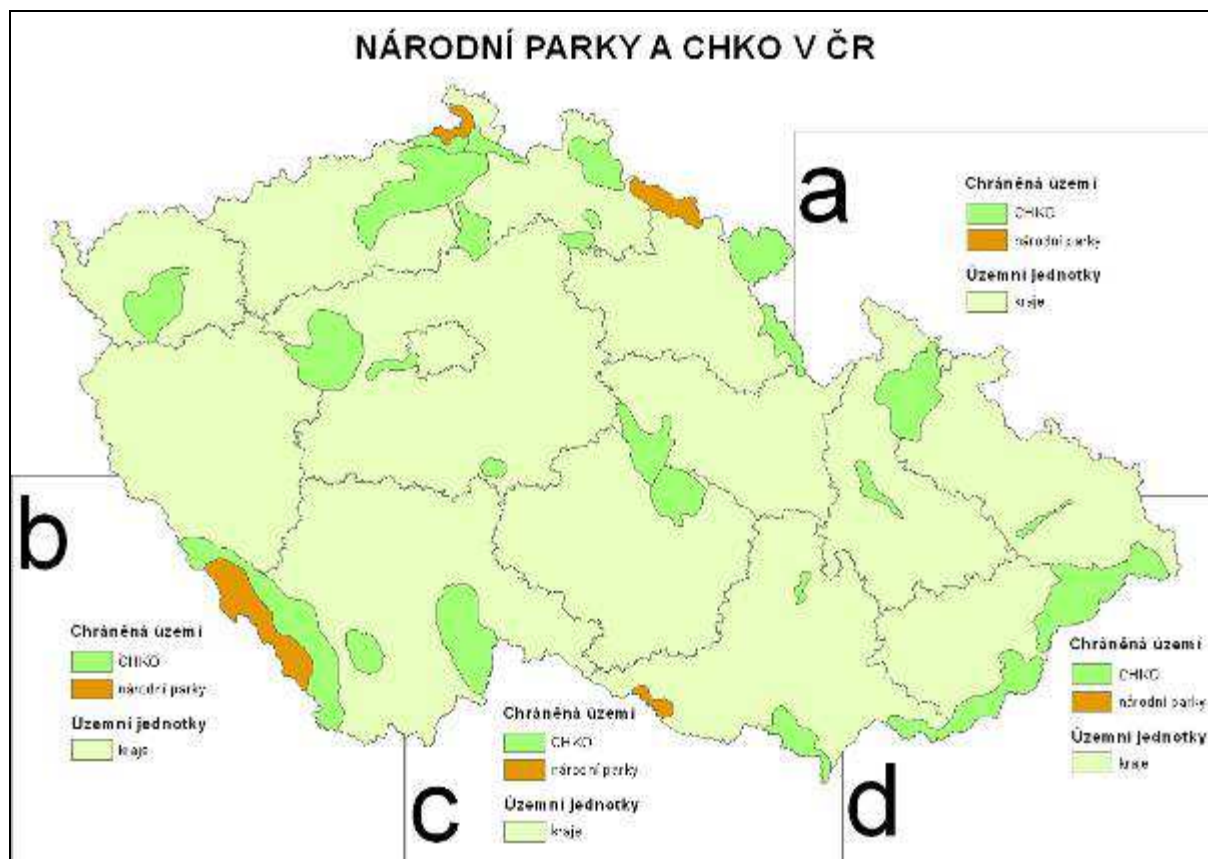 NÁRODNÍ PARKY A CHKO V ČR
a
Chráněná území
CHKO
národní parky
Územní jednotky
kraje
b
Chráněná území
CHKO
národní parky
Územní jednotky
kraje
c
Chráněná území
CHKO
národní parky
Územní jednotky
kraje
d
Chráněná území
CHKO
národní parky
Územní jednotky
kraje